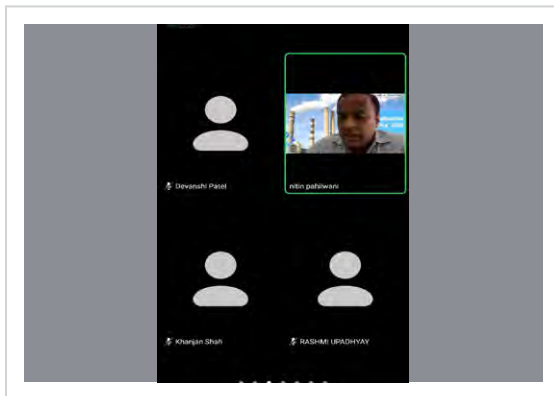 Devanshi Patel
nitin pahilwani
Khanjan Shah
RASHMI UPADHYAY